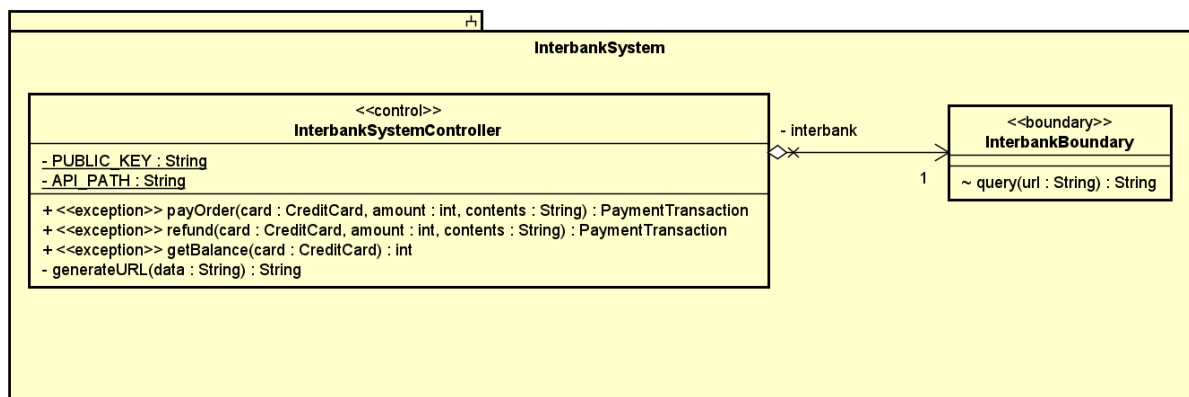 InterbankSystem
<<control>>
InterbankSystemController
- PUBLIC_KEY : String
- API_PATH : String
+ <<exception>> payOrder(card : CreditCard, amount : int, contents : String) : PaymentTransaction
+ <<exception>> refund(card : CreditCard, amount : int, contents : String) : PaymentTransaction
+ <<exception>> getBalance(card : CreditCard) : int
- generateURL(data : String) : String
- interbank
1
<<boundary>>
InterbankBoundary
~ query(url : String) : String